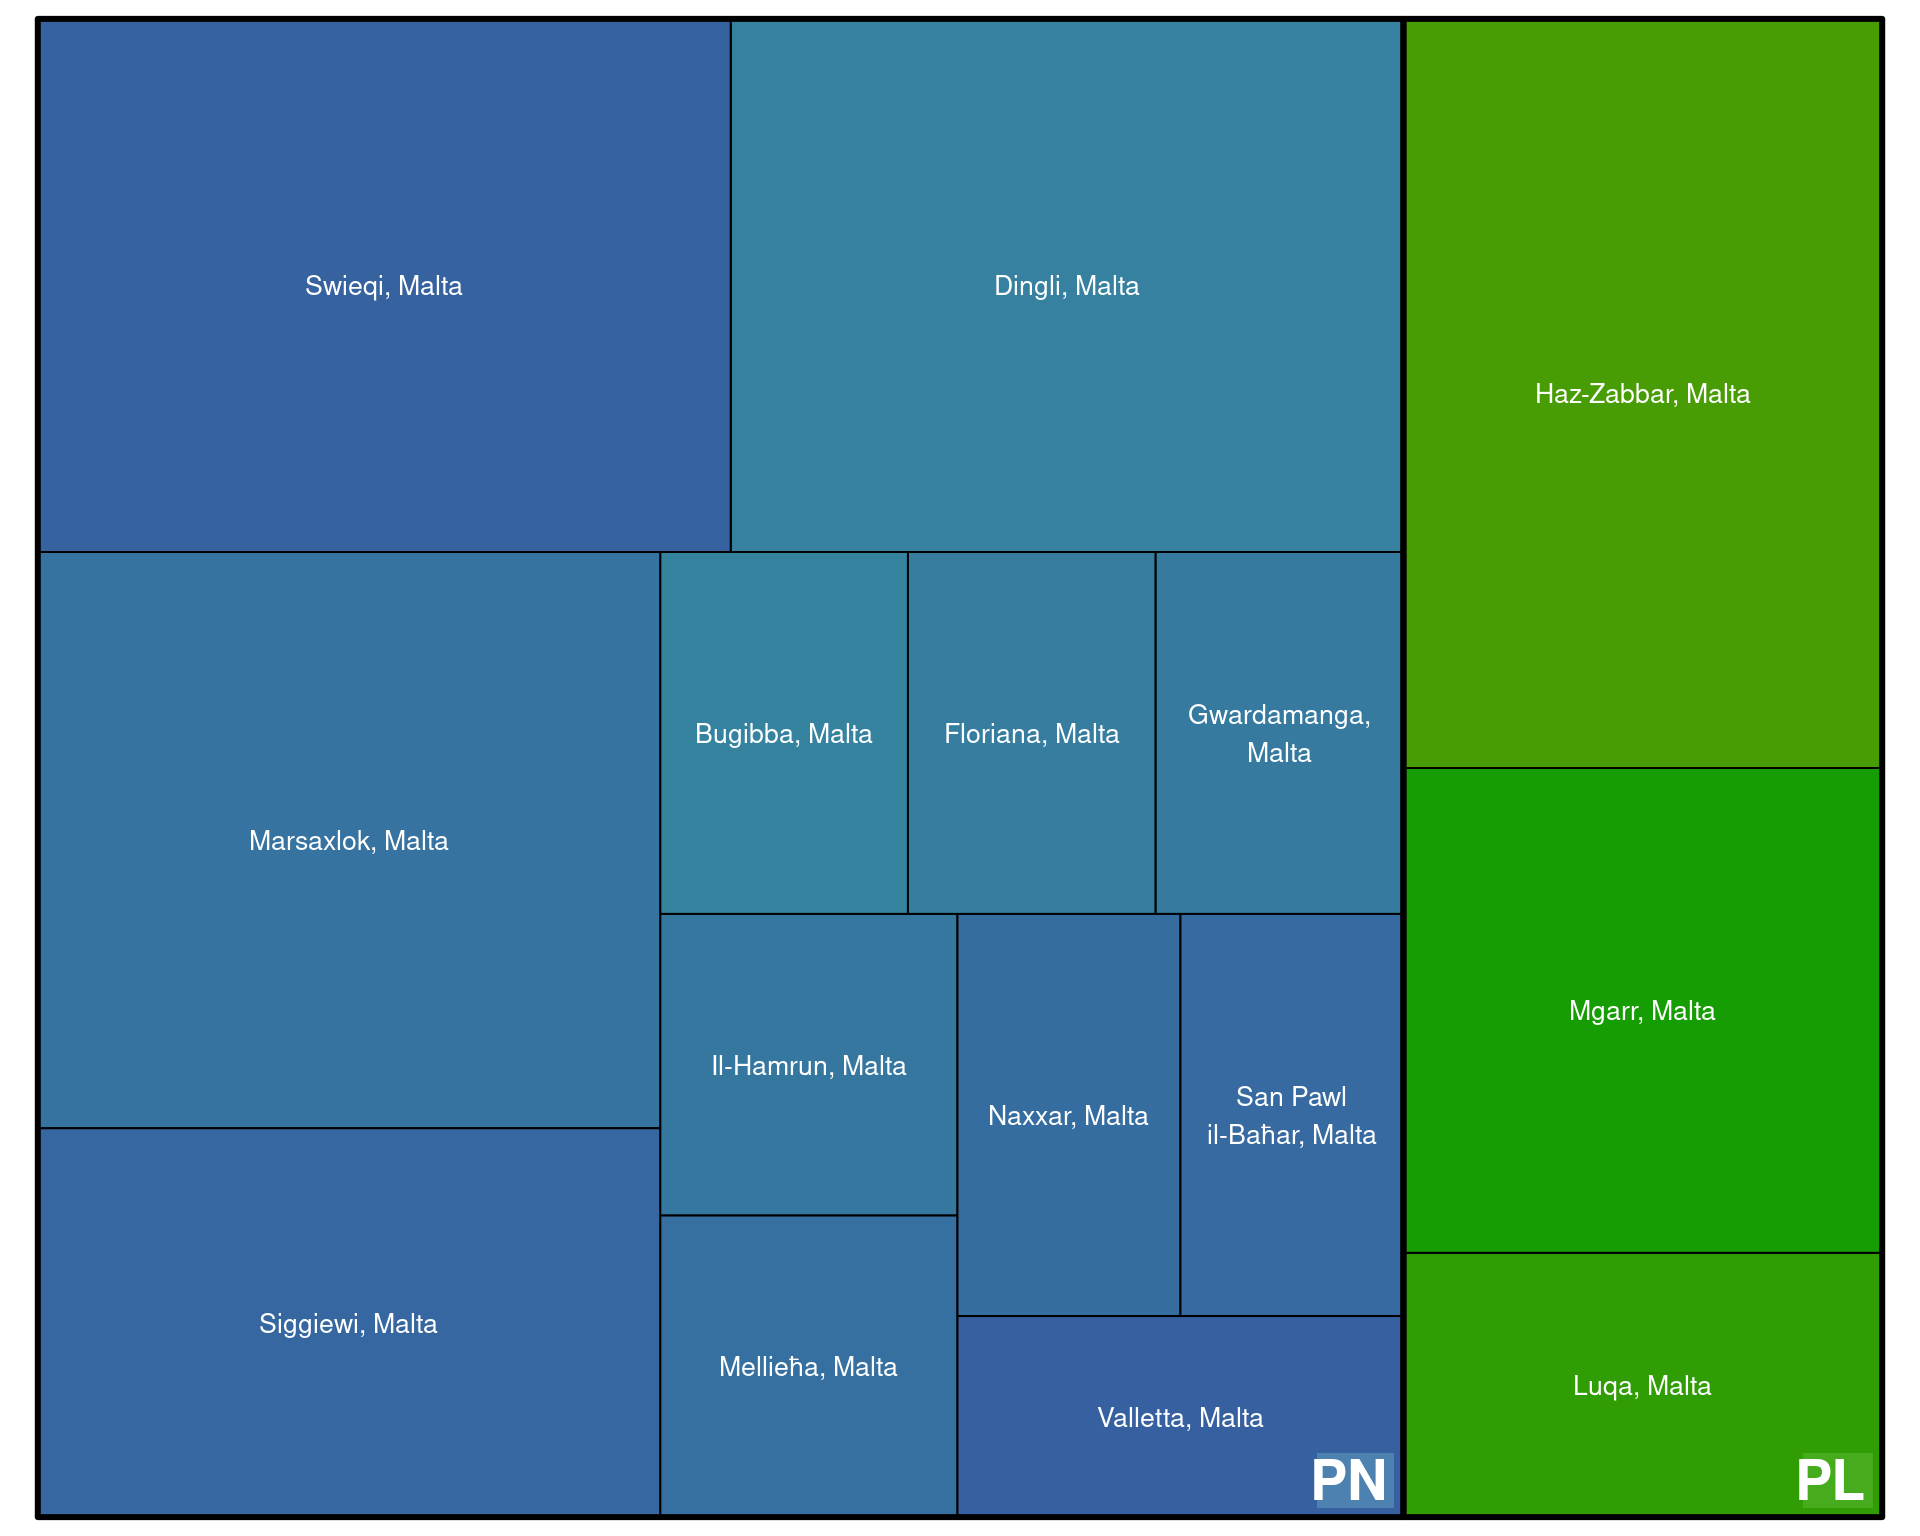 Swieqi, Malta
Dingli, Malta
Haz-Zabbar, Malta
Marsaxlok, Malta
Bugibba, Malta
Floriana, Malta
Gwardamanga,
Malta
Il-Hamrun, Malta
Naxxar, Malta
San Pawl
il-Baħar, Malta
Mgarr, Malta
Siggiewi, Malta
Mellieħa, Malta
Valletta, Malta
Luqa, Malta
PN
PL